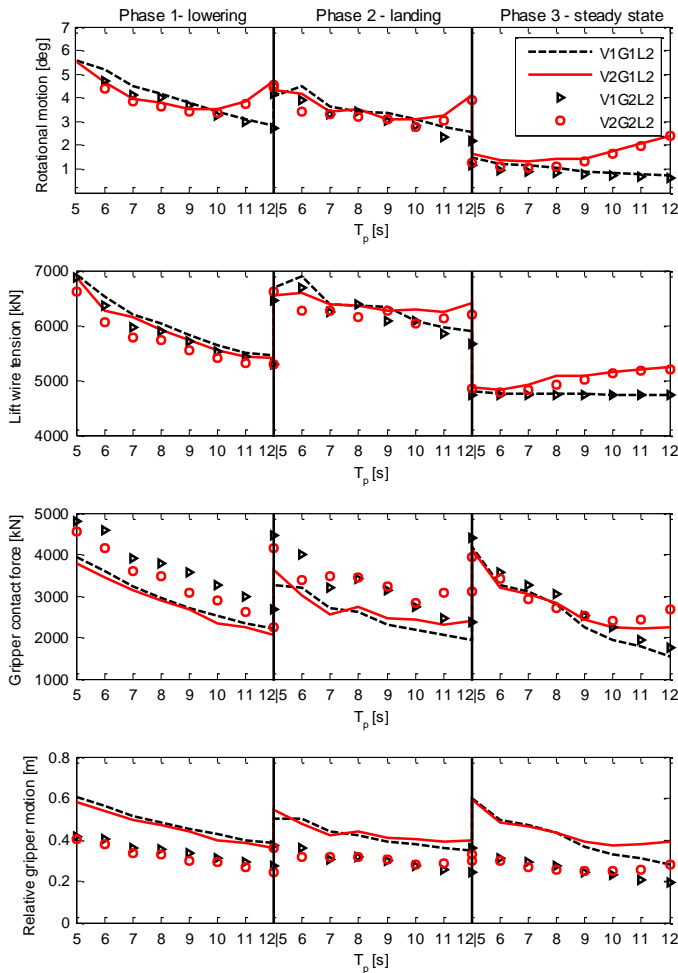 Phase 1- lowering Phase 2 - landing Phase 3 - steady state
Rotational motion [deg]
7
6
5
4
3
2
1
V1G1L2
V2G1L2
V1G2L2
V2G2L2
5 6 7 8 9 10 11 12|5 6 7 8 9 10 11 12|5 6 7 8 9 10 11 12
Tp [s]
Lift wire tension [kN]
7000
6000
5000
4000
5 6 7 8 9 10 11 12|5 6 7 8 9 10 11 12|5 6 7 8 9 10 11 12
Tp [s]
Gripper contact force [kN]
5000
4000
3000
2000
1000
5 6 7 8 9 10 11 12|5 6 7 8 9 10 11 12|5 6 7 8 9 10 11 12
Tp [s]
Relative gripper motion [m]
0.8
0.6
0.4
0.2
0
5 6 7 8 9 10 11 12|5 6 7 8 9 10 11 12|5 6 7 8 9 10 11 12
Tp [s]